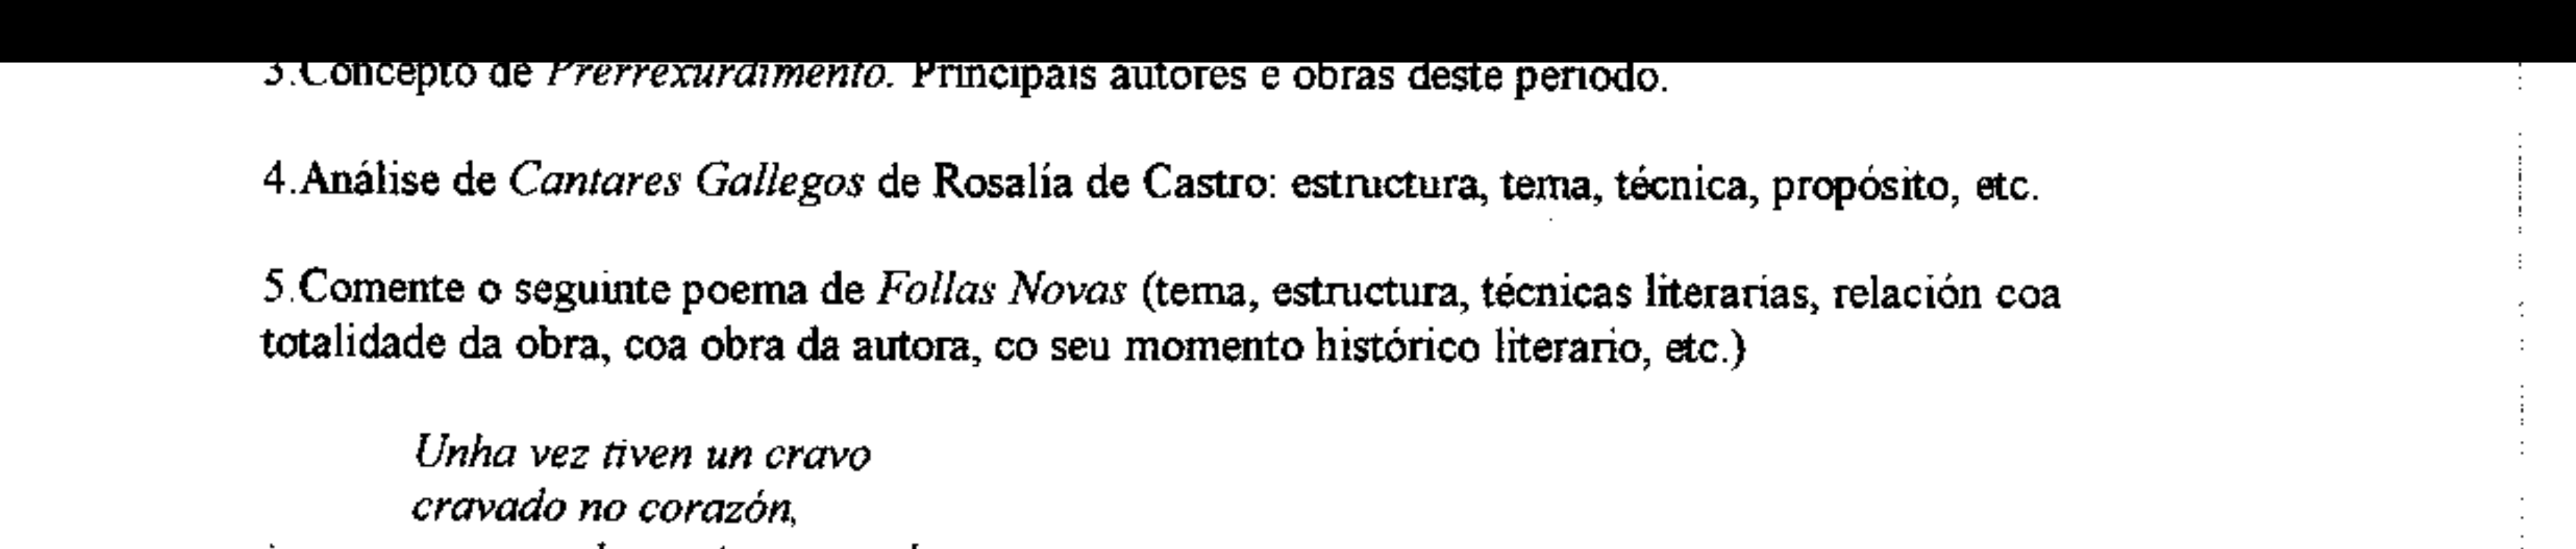 3.Concepto de Prerrexurdimento. Principais autores e obras deste periodo.
4.Análise de Cantares Gallegos de Rosalía de Castro: estructura, tema, técnica, propósito, etc.
5.Comente o seguinte poema de Follas Novas (tema, estructura, técnicas literarias, relación coa
totalidade da obra, coa obra da autora, co seu momento histórico literario, etc.)
Unha vez tiven un cravo
cravado no corazón,